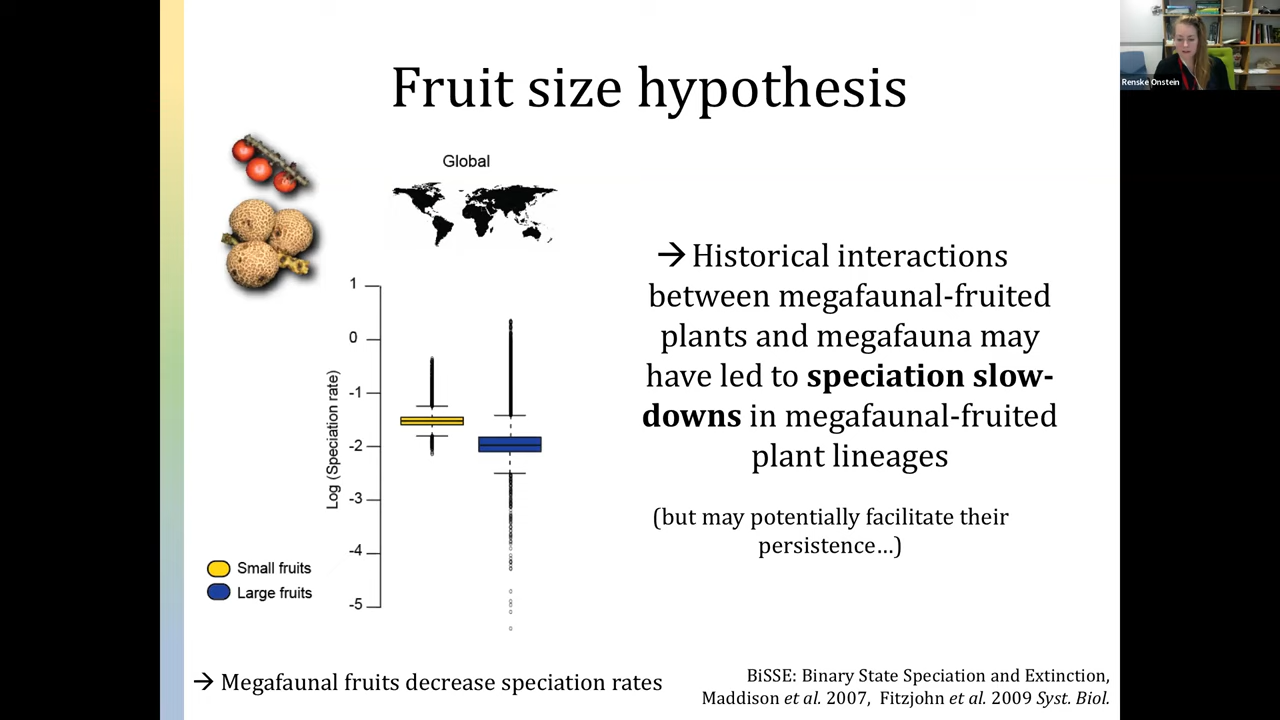 Renske Onstein
Fruit size hypothesis
Global
1
0
-1
-2
-3
-4
-5
Log (Speciation rate)
Small fruits
Large fruits
→ Historical interactions
between megafaunal-fruited
plants and megafauna may
have led to speciation slow-
downs in megafaunal-fruited
plant lineages
(but may potentially facilitate their
persistence...)
→ Megafaunal fruits decrease speciation rates
BiSSE: Binary State Speciation and Extinction,
Maddison et al. 2007, Fitzjohn et al. 2009 Syst. Biol.